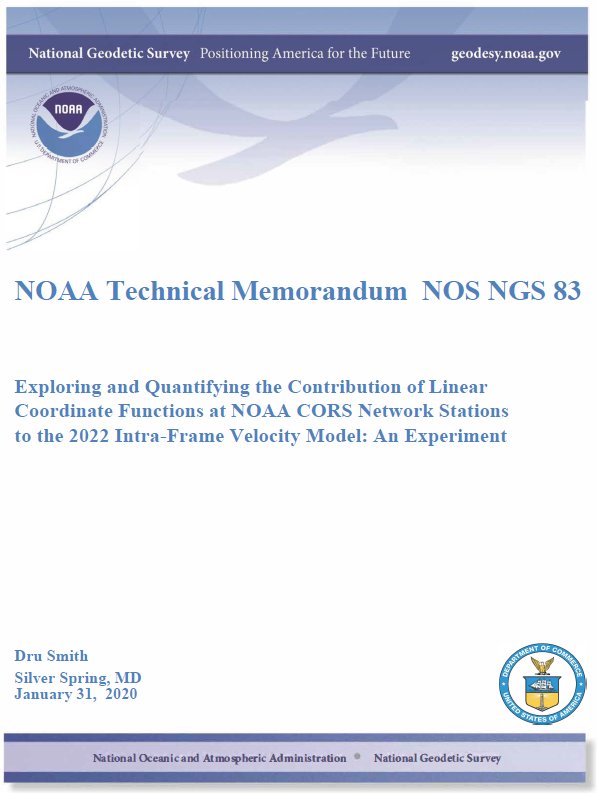 National Geodetic Survey Positioning America for the Future geodesy.noaa.gov
NATIONAL OCEANIC AND ATMOSPHERIC ADMINISTRATION
NOAA
U.S. DEPARTMENT OF COMMERCE
NOAA Technical Memorandum NOS NGS 83
Exploring and Quantifying the Contribution of Linear
Coordinate Functions at NOAA CORS Network Stations
to the 2022 Intra-Frame Velocity Model: An Experiment
Dru Smith
Silver Spring, MD
January 31, 2020
DEPARTMENT OF COMMERCE
UNITED STATES OF AMERICA
National Oceanic and Atmospheric Administration • National Geodetic Survey